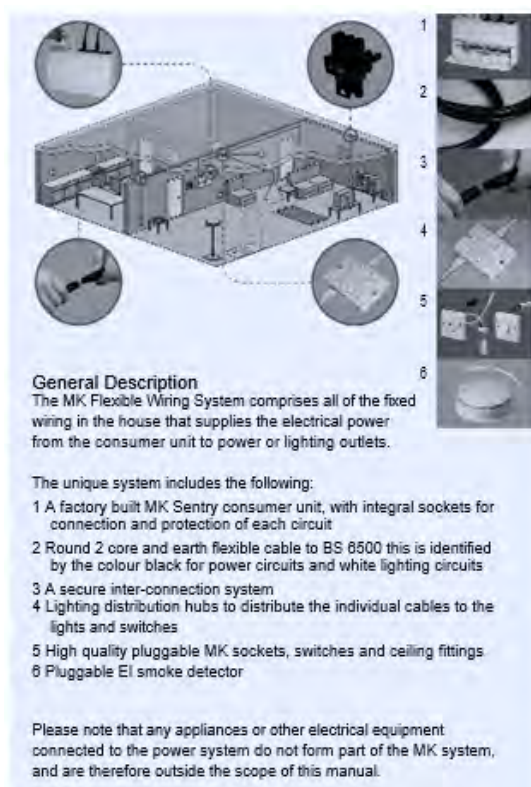 1
2
3
4
5
6
General Description
The MK Flexible Wiring System comprises all of the fixed
wiring in the house that supplies the electrical power
from the consumer unit to power or lighting outlets.
The unique system includes the following:
1 A factory built MK Sentry consumer unit, with integral sockets for
connection and protection of each circuit
2 Round 2 core and earth flexible cable to BS 6500 this is identified
by the colour black for power circuits and white lighting circuits
3 A secure inter-connection system
4 Lighting distribution hubs to distribute the individual cables to the
lights and switches
5 High quality pluggable MK sockets, switches and ceiling fittings
6 Pluggable EI smoke detector
Please note that any appliances or other electrical equipment
connected to the power system do not form part of the MK system,
and are therefore outside the scope of this manual.